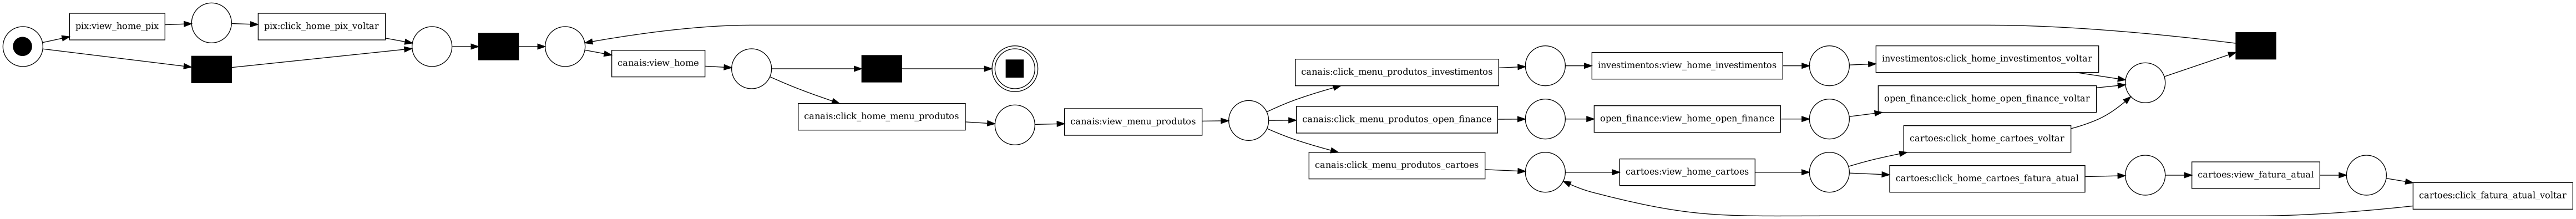 pix:view_home_pix
pix:click_home_pix_voltar
canais:view_home
canais:click_home_menu_produtos
canais:view_menu_produtos
canais:click_menu_produtos_investimentos
investimentos:view_home_investimentos
investimentos:click_home_investimentos_voltar
canais:click_menu_produtos_open_finance
open_finance:view_home_open_finance
open_finance:click_home_open_finance_voltar
canais:click_menu_produtos_cartoes
cartoes:view_home_cartoes
cartoes:click_home_cartoes_voltar
cartoes:click_home_cartoes_fatura_atual
cartoes:view_fatura_atual
cartoes:click_fatura_atual_voltar